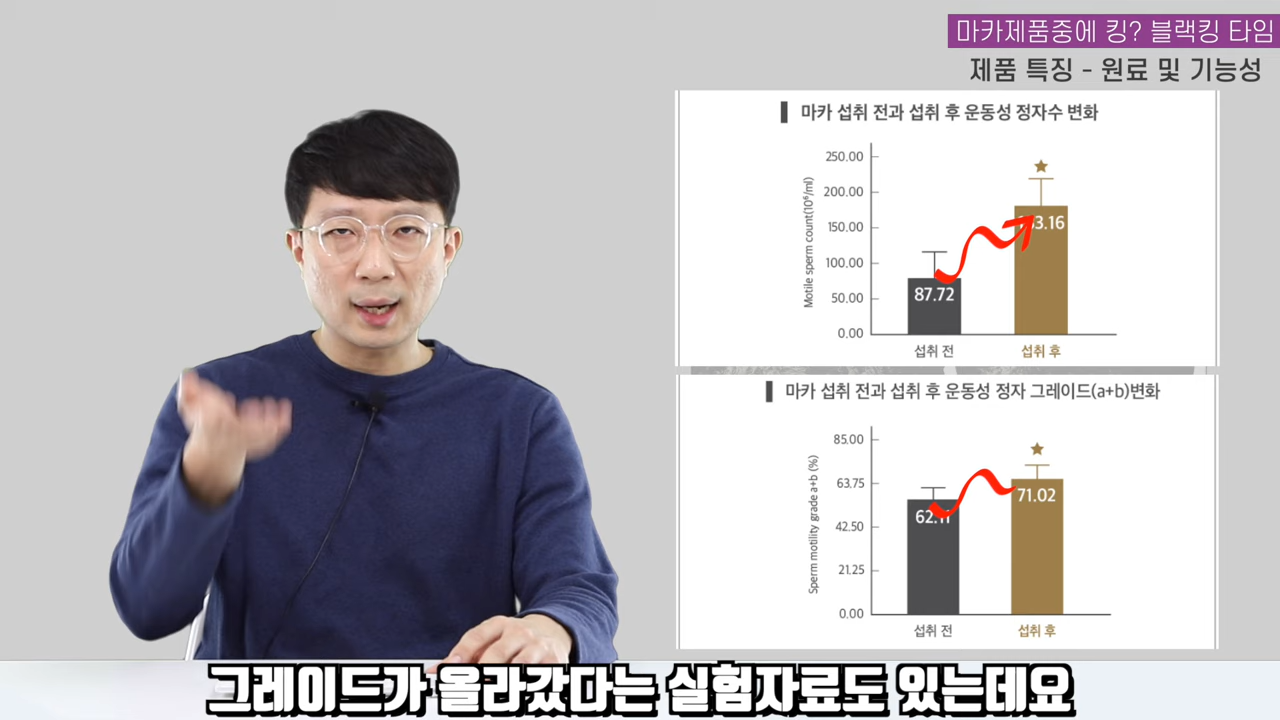 마카제품중에 킹? 블랙킹 타임
제품 특징 - 원료 및 기능성
마카 섭취 전과 섭취 후 운동성 정자수 변화
Motile sperm count(10⁶/ml)
250.00
200.00
150.00
100.00
50.00
0.00
87.72
3.16
섭취 전
섭취 후
마카 섭취 전과 섭취 후 운동성 정자 그레이드(a+b)변화
Sperm motility grade a+b (%)
85.00
63.75
42.50
21.25
0.00
71.02
섭취 전
섭취 후
그레이드가 올라갔다는 실험자료도 있는데요